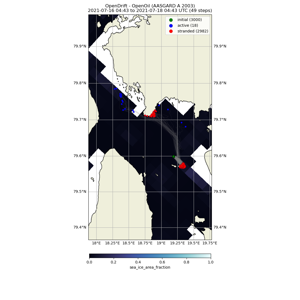 OpenDrift - OpenOil (AASGARD A 2003)
2021-07-16 04:43 to 2021-07-18 04:43 UTC (49 steps)
initial (3000)
active (18)
stranded (2982)
79.9°N 79.9°N
79.8°N 79.8°N
79.7°N 79.7°N
79.6°N 79.6°N
79.5°N 79.5°N
79.4°N 79.4°N
18°E 18.25°E 18.5°E 18.75°E 19°E 19.25°E 19.5°E 19.75°E
0.0 0.2 0.4 0.6 0.8 1.0
sea_ice_area_fraction